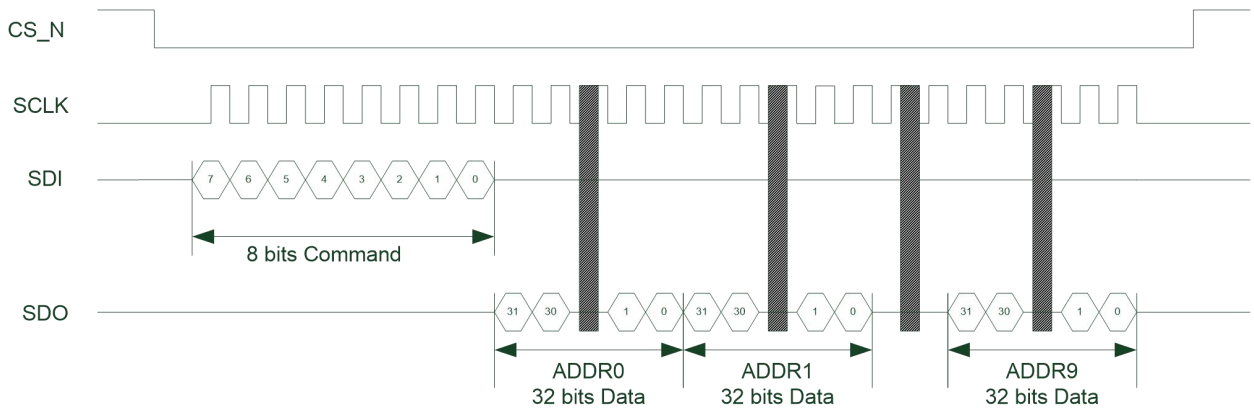 CS_N
SCLK
SDI
7 6 5 4 3 2 1 0
8 bits Command
SDO
31 30 1 0 31 30 1 0 31 30 1 0
ADDR0 ADDR1 ADDR9
32 bits Data 32 bits Data 32 bits Data